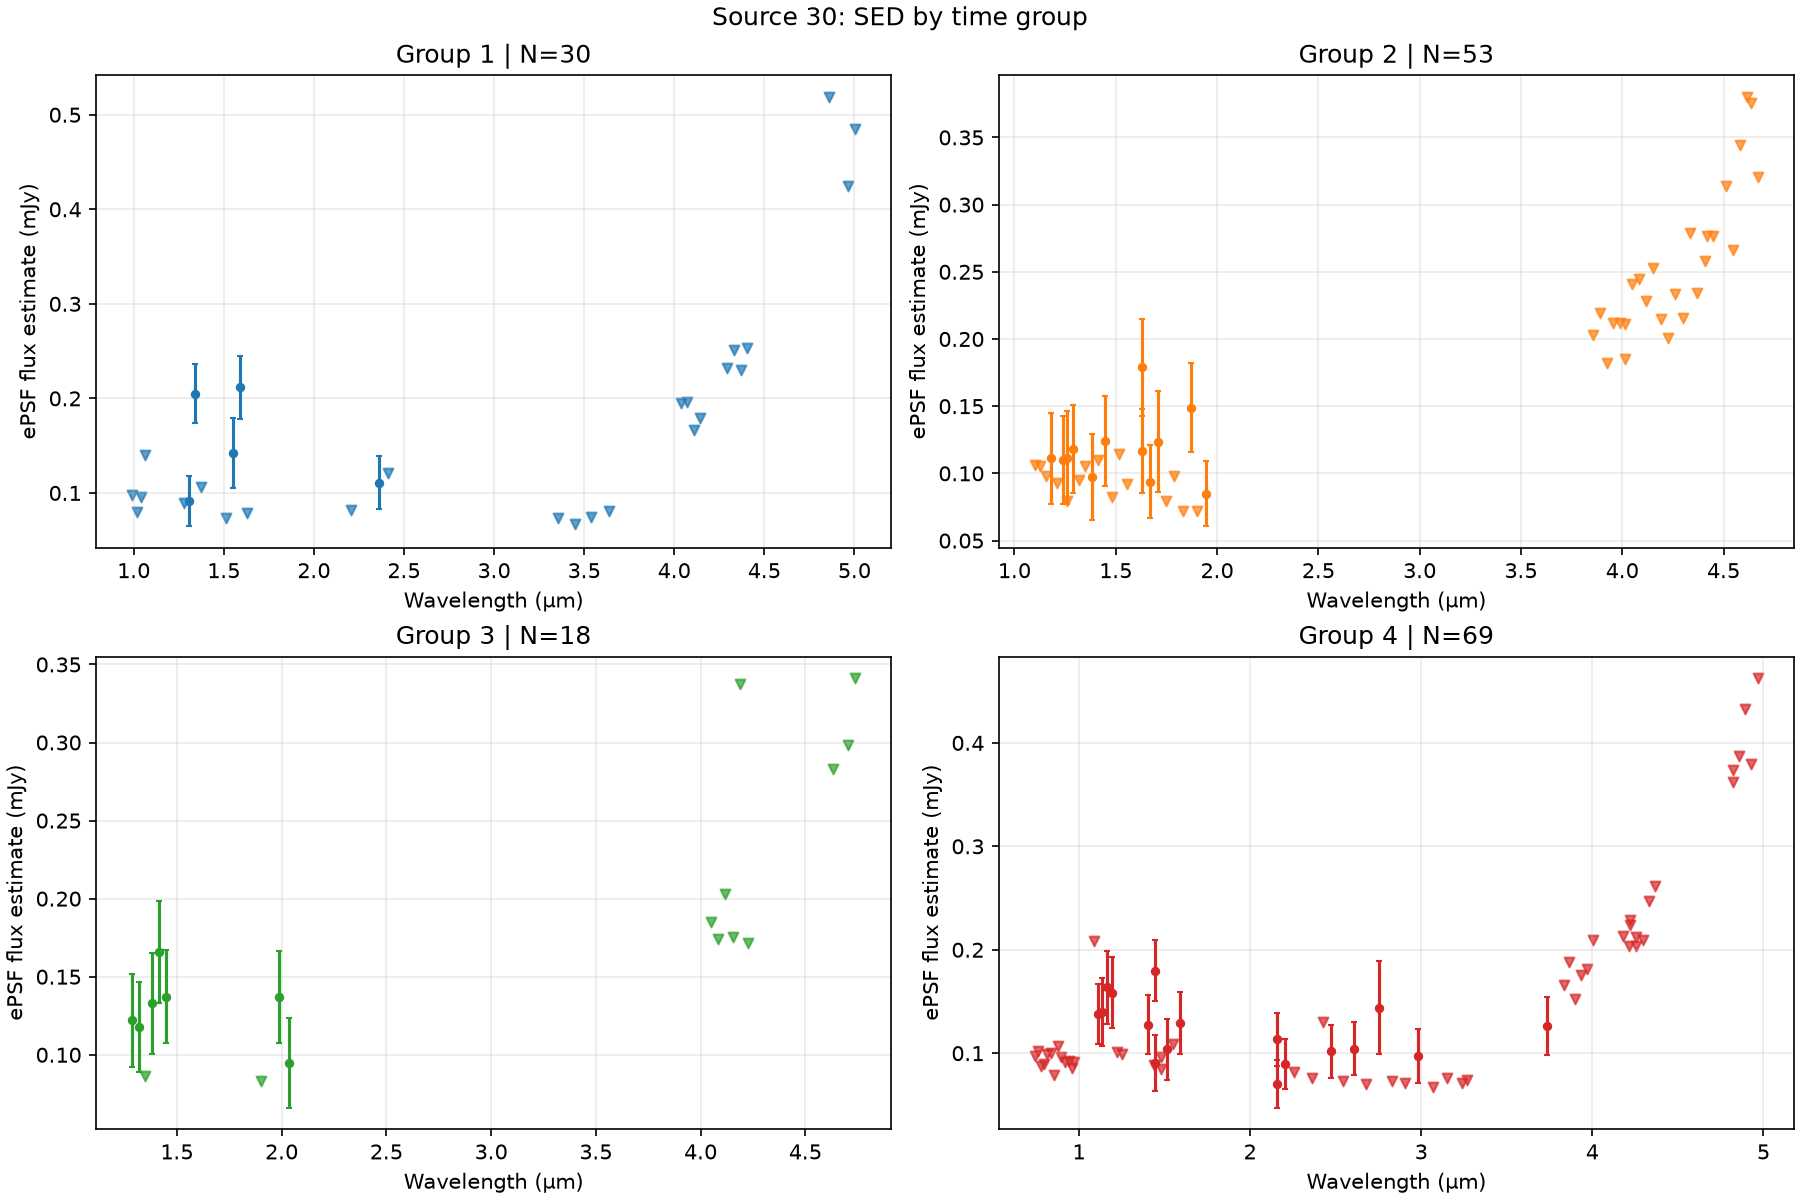 Source 30: SED by time group
Group 1 | N=30
ePSF flux estimate (mJy)
0.5
0.4
0.3
0.2
0.1
1.0 1.5 2.0 2.5 3.0 3.5 4.0 4.5 5.0
Wavelength (µm)
Group 2 | N=53
ePSF flux estimate (mJy)
0.35
0.30
0.25
0.20
0.15
0.10
0.05
1.0 1.5 2.0 2.5 3.0 3.5 4.0 4.5
Wavelength (µm)
Group 3 | N=18
ePSF flux estimate (mJy)
0.35
0.30
0.25
0.20
0.15
0.10
1.5 2.0 2.5 3.0 3.5 4.0 4.5
Wavelength (µm)
Group 4 | N=69
ePSF flux estimate (mJy)
0.4
0.3
0.2
0.1
1 2 3 4 5
Wavelength (µm)